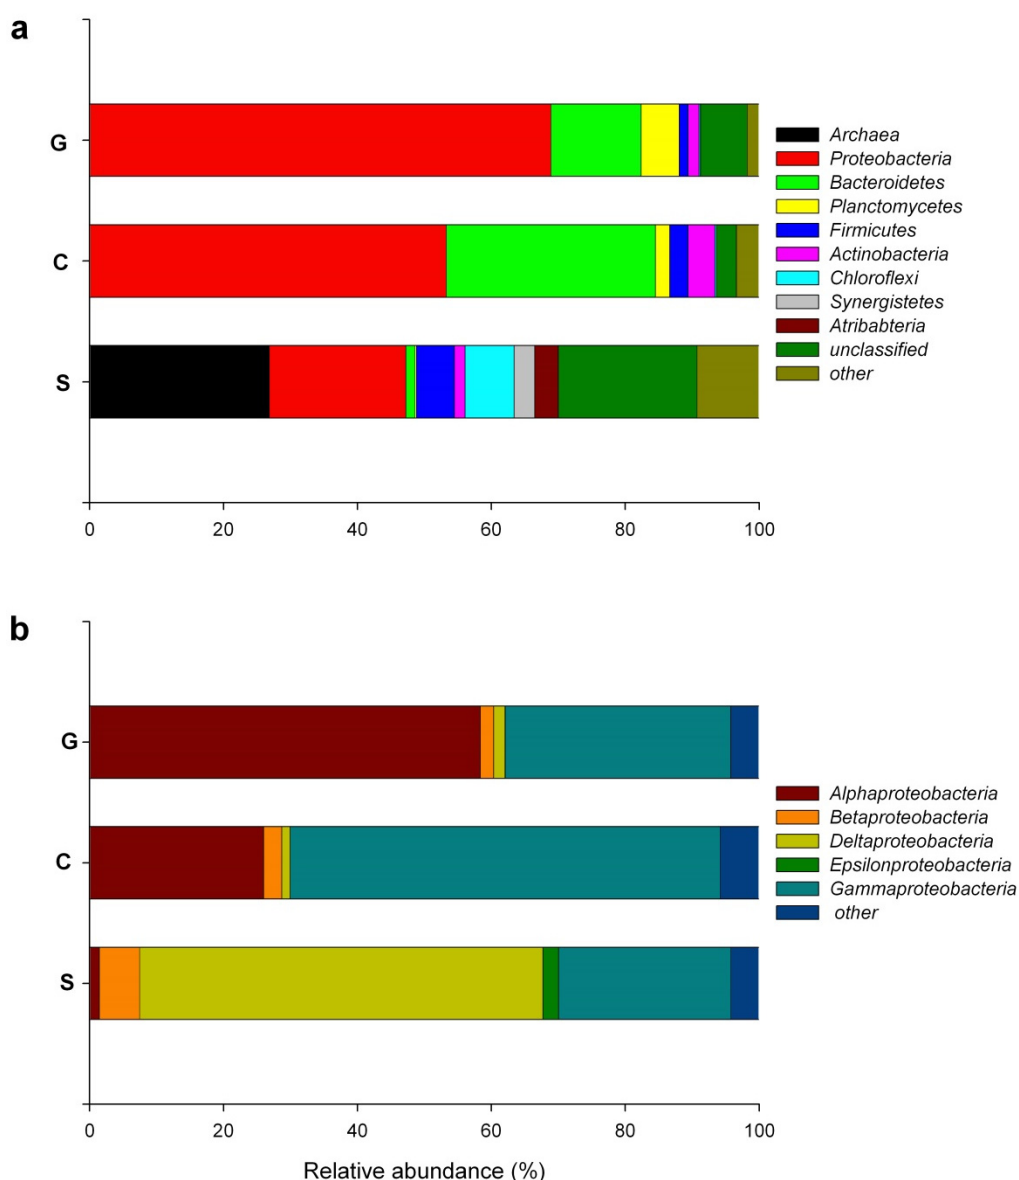 a
G
C
S
0 20 40 60 80 100
Archaea
Proteobacteria
Bacteroidetes
Planctomycetes
Firmicutes
Actinobacteria
Chloroflexi
Synergistetes
Atribabteria
unclassified
other
b
G
C
S
0 20 40 60 80 100
Relative abundance (%)
Alphaproteobacteria
Betaproteobacteria
Deltaproteobacteria
Epsilonproteobacteria
Gammaproteobacteria
other